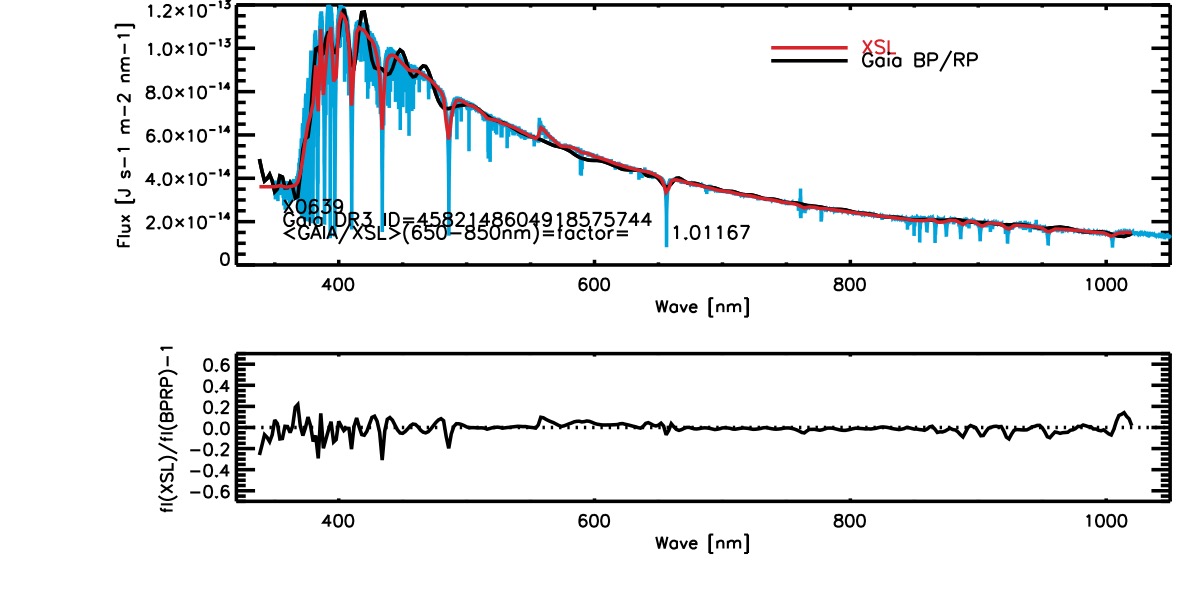 1.2×10−13
1.0×10−13
8.0×10−14
6.0×10−14
4.0×10−14
2.0×10−14
0
Flux [J s−1 m−2 nm−1]
XSL
Gaia BP/RP
X0639
Gaia DR3 ID=4582148604918575744
<GAIA/XSL>(650−850nm)=factor= 1.01167
400 600 800 1000
Wave [nm]
0.6
0.4
0.2
0.0
−0.2
−0.4
−0.6
fl(XSL)/fl(BPRP)−1
400 600 800 1000
Wave [nm]